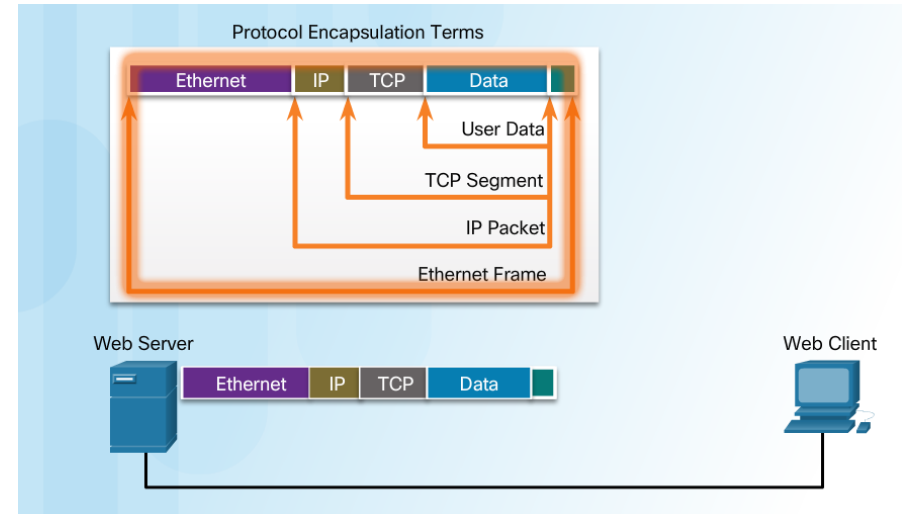 Protocol Encapsulation Terms
Ethernet IP TCP Data
User Data
TCP Segment
IP Packet
Ethernet Frame
Web Server
Web Client
Ethernet IP TCP Data